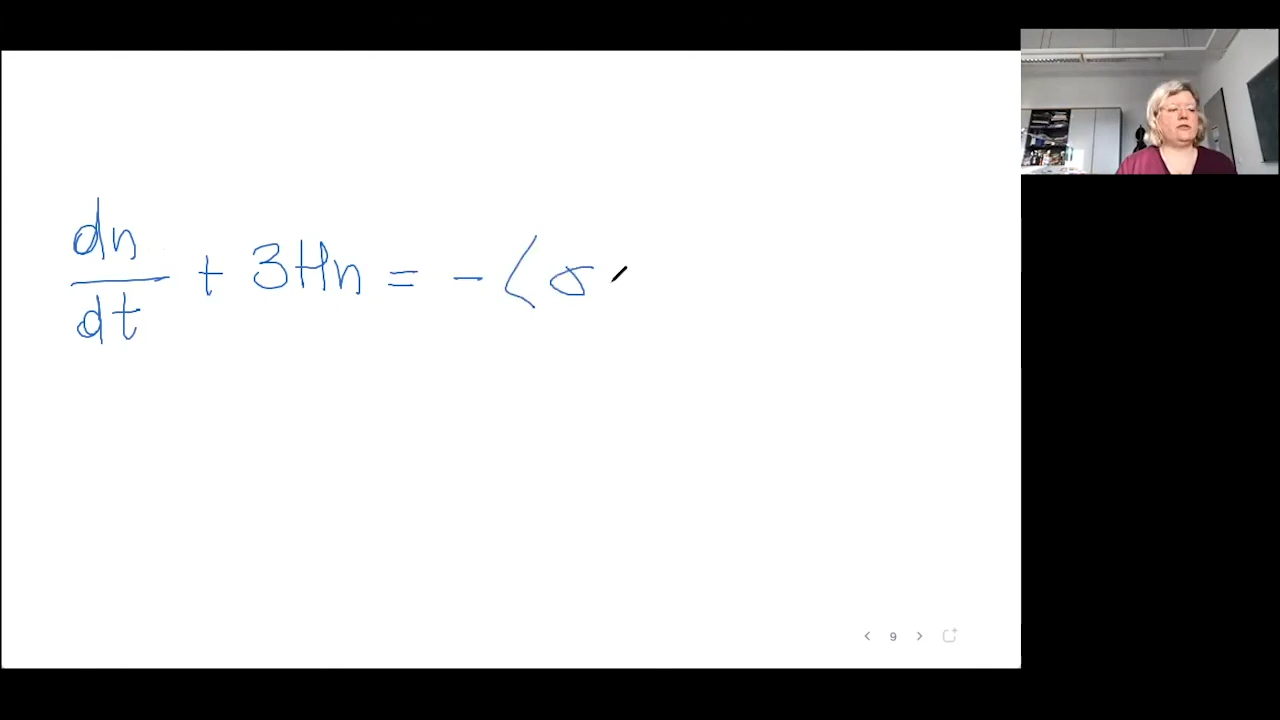 dn/dt + 3Hn = - ⟨ σ
9